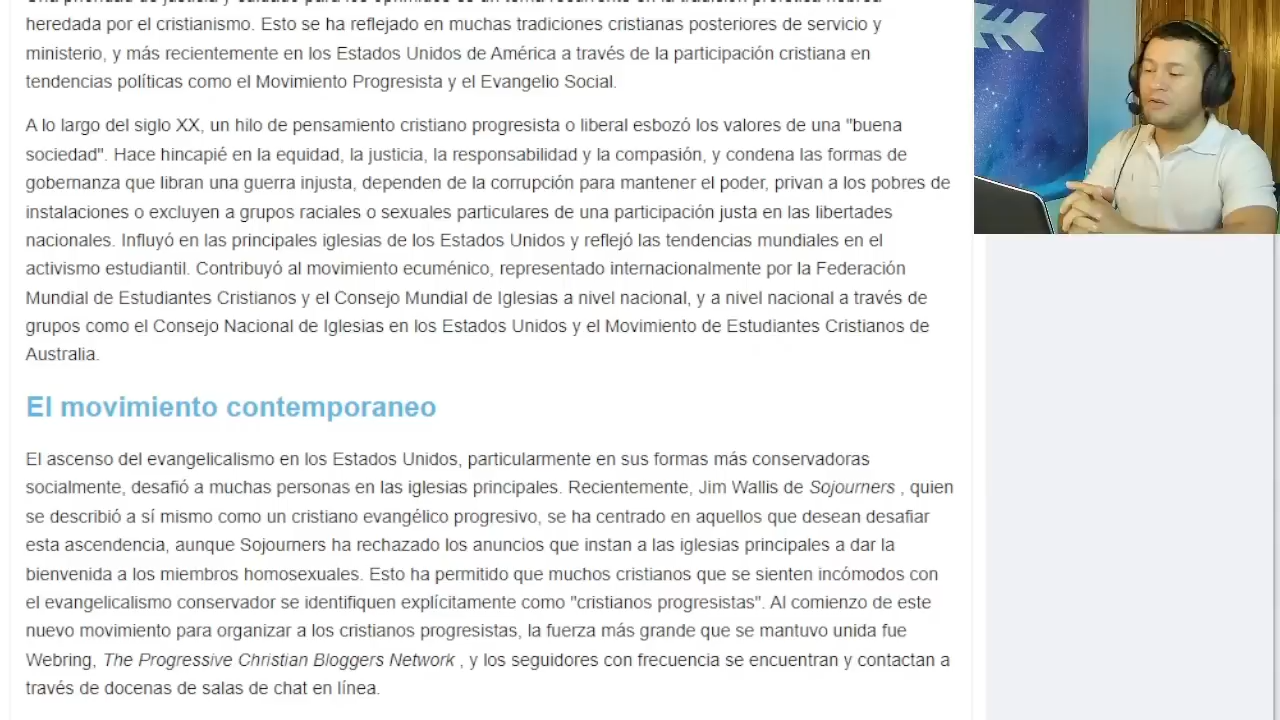 heredada por el cristianismo. Esto se ha reflejado en muchas tradiciones cristianas posteriores de servicio y
ministerio, y más recientemente en los Estados Unidos de América a través de la participación cristiana en
tendencias políticas como el Movimiento Progresista y el Evangelio Social.
A lo largo del siglo XX, un hilo de pensamiento cristiano progresista o liberal esbozó los valores de una "buena
sociedad". Hace hincapié en la equidad, la justicia, la responsabilidad y la compasión, y condena las formas de
gobernanza que libran una guerra injusta, dependen de la corrupción para mantener el poder, privan a los pobres de
instalaciones o excluyen a grupos raciales o sexuales particulares de una participación justa en las libertades
nacionales. Influyó en las principales iglesias de los Estados Unidos y reflejó las tendencias mundiales en el
activismo estudiantil. Contribuyó al movimiento ecuménico, representado internacionalmente por la Federación
Mundial de Estudiantes Cristianos y el Consejo Mundial de Iglesias a nivel nacional, y a nivel nacional a través de
grupos como el Consejo Nacional de Iglesias en los Estados Unidos y el Movimiento de Estudiantes Cristianos de
Australia.
El movimiento contemporaneo
El ascenso del evangelicalismo en los Estados Unidos, particularmente en sus formas más conservadoras
socialmente, desafió a muchas personas en las iglesias principales. Recientemente, Jim Wallis de Sojourners , quien
se describió a sí mismo como un cristiano evangélico progresivo, se ha centrado en aquellos que desean desafiar
esta ascendencia, aunque Sojourners ha rechazado los anuncios que instan a las iglesias principales a dar la
bienvenida a los miembros homosexuales. Esto ha permitido que muchos cristianos que se sienten incómodos con
el evangelicalismo conservador se identifiquen explícitamente como "cristianos progresistas". Al comienzo de este
nuevo movimiento para organizar a los cristianos progresistas, la fuerza más grande que se mantuvo unida fue
Webring, The Progressive Christian Bloggers Network , y los seguidores con frecuencia se encuentran y contactan a
través de docenas de salas de chat en línea.